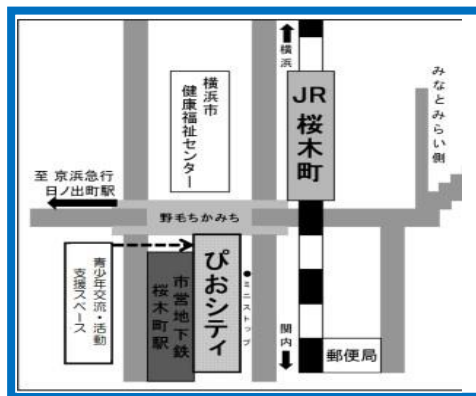 横浜
みなとみらい側
JR
桜木町
横浜市
健康福祉センター
至 京浜急行
日ノ出町駅
野毛ちかみち
青少年交流・活動
支援スペース
市営地下鉄
桜木町駅
ぴおシティ
ミニストップ
関内
郵便局